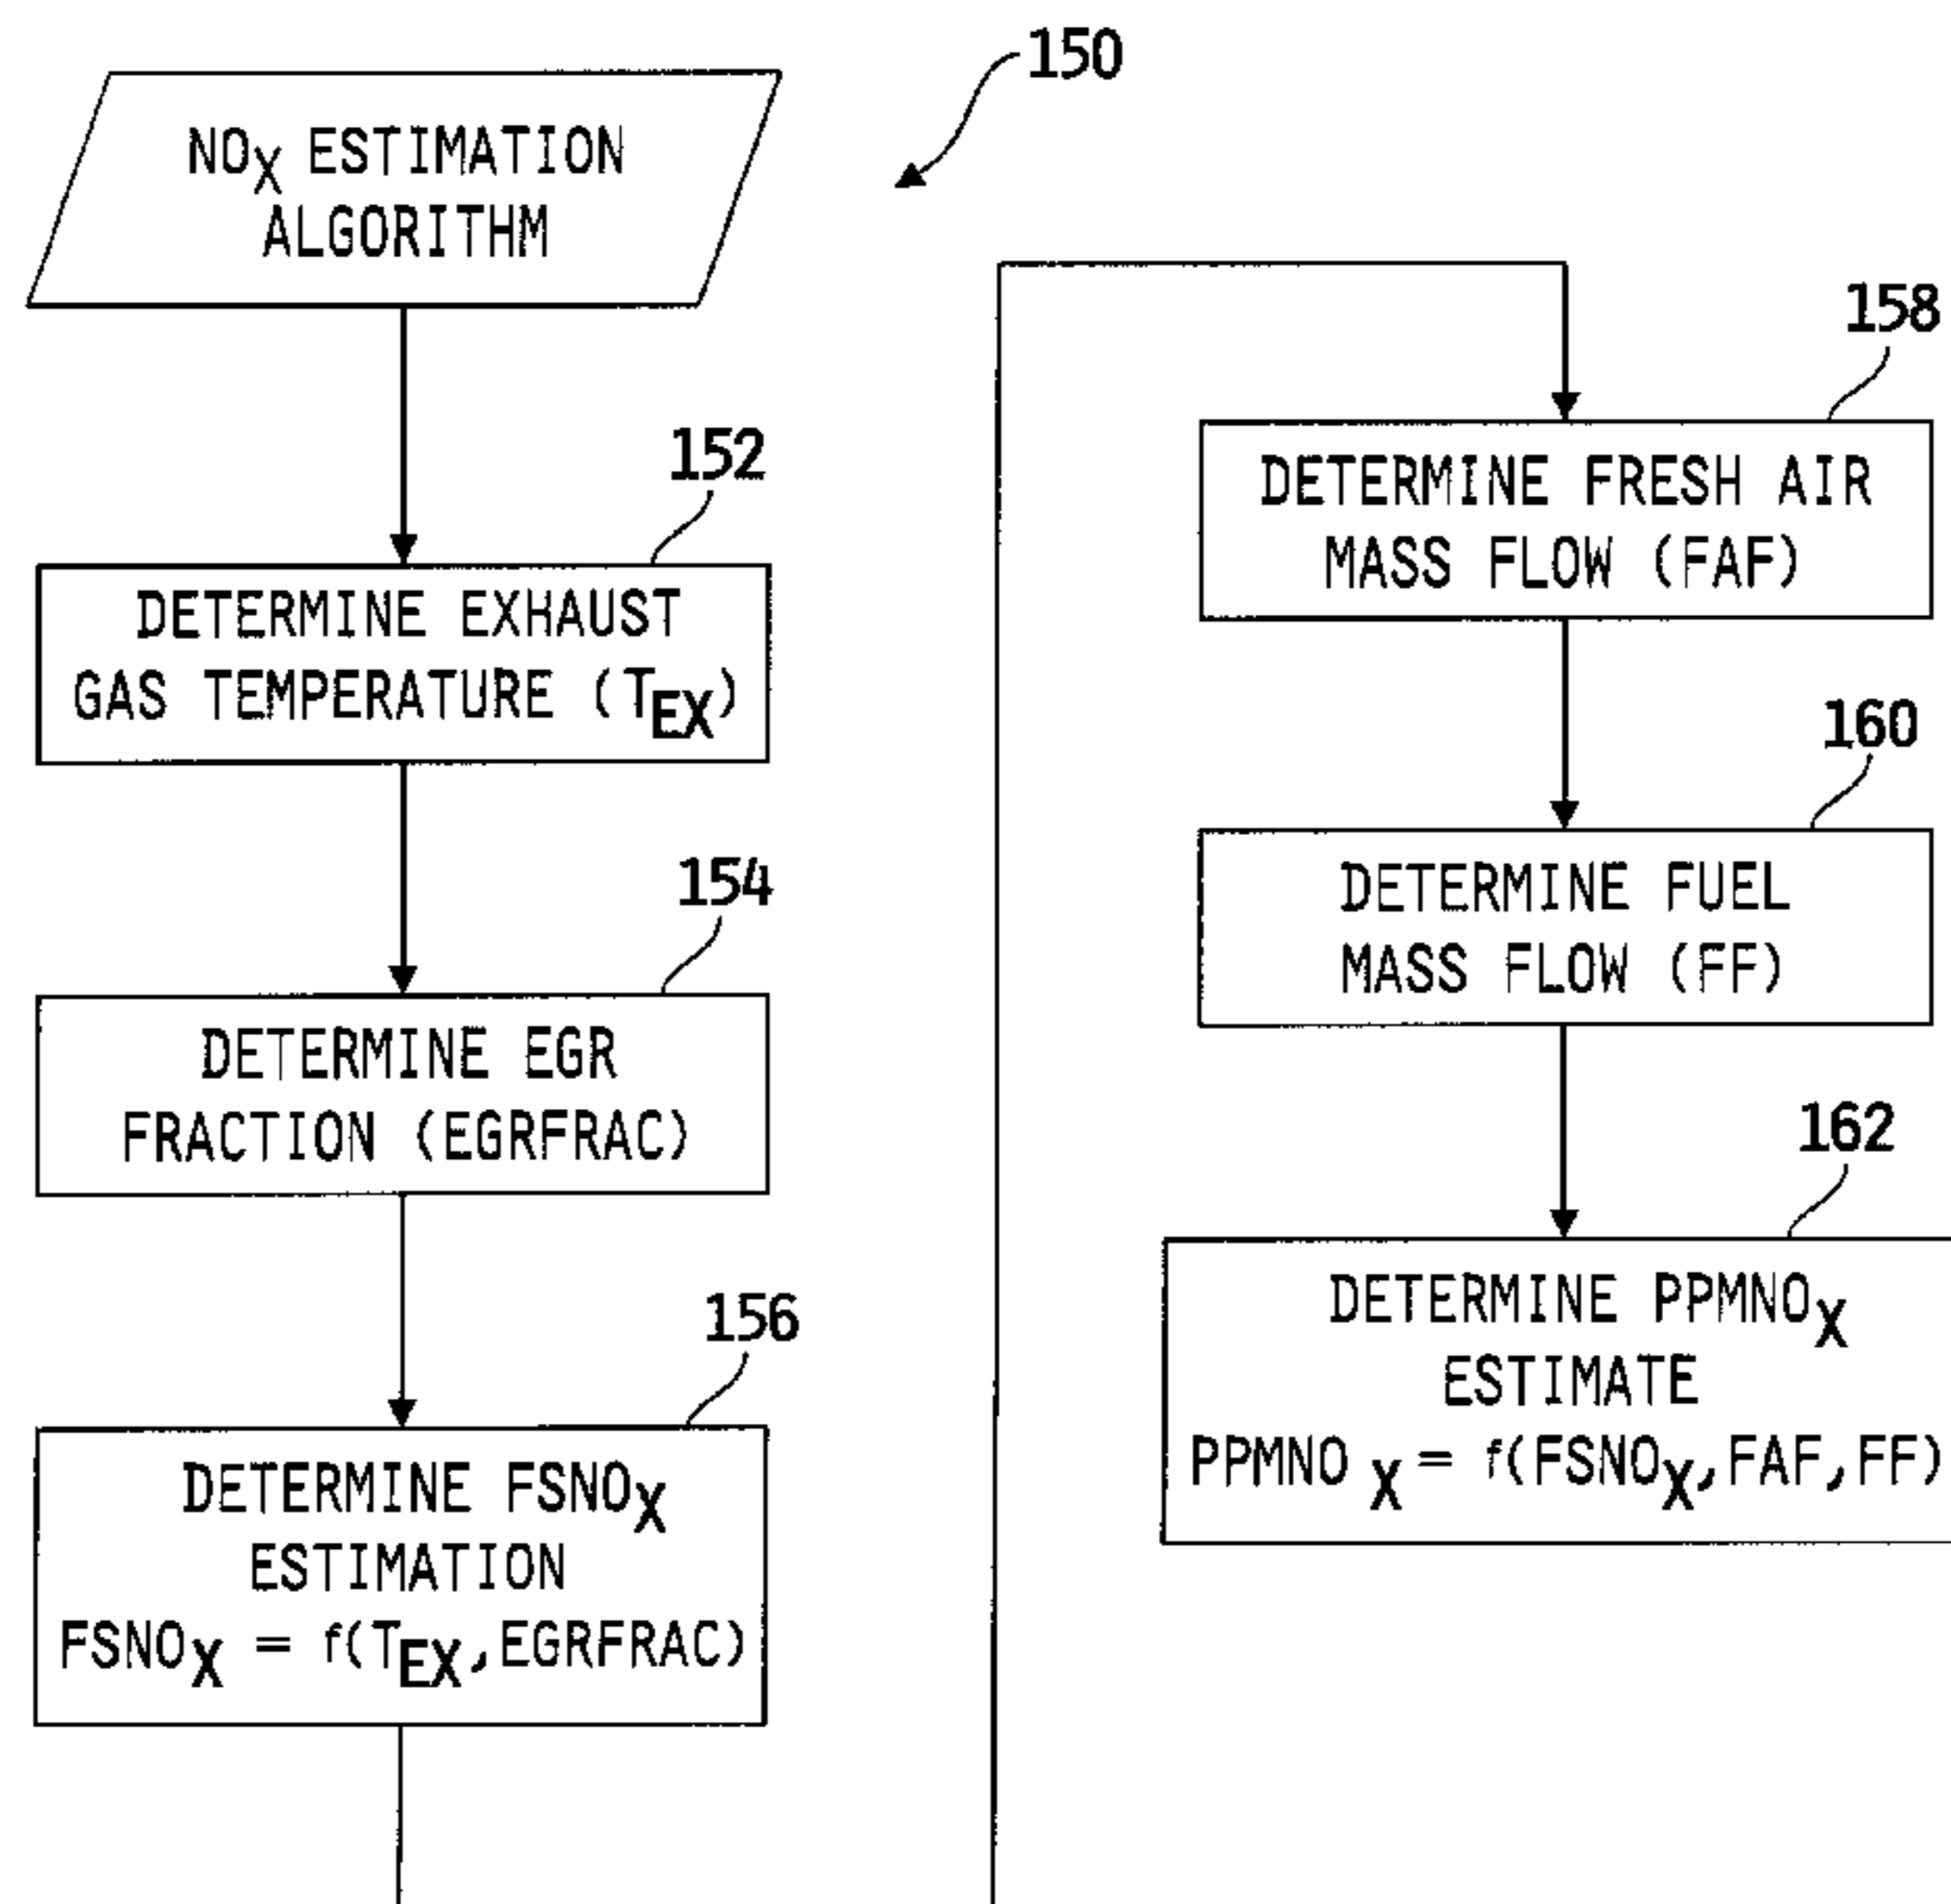 150
NOX ESTIMATION
ALGORITHM
152
DETERMINE EXHAUST
GAS TEMPERATURE (TEX)
154
DETERMINE EGR
FRACTION (EGRFRAC)
156
DETERMINE FSNOX
ESTIMATION
FSNOX = f(TEX,EGRFRAC)
158
DETERMINE FRESH AIR
MASS FLOW (FAF)
160
DETERMINE FUEL
MASS FLOW (FF)
162
DETERMINE PPMNOX
ESTIMATE
PPMNO X = f(FSNOX,FAF,FF)